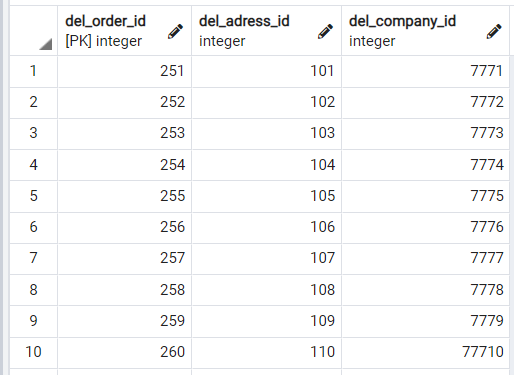 del_order_id del_adress_id del_company_id
[PK] integer integer integer
1 251 101 7771
2 252 102 7772
3 253 103 7773
4 254 104 7774
5 255 105 7775
6 256 106 7776
7 257 107 7777
8 258 108 7778
9 259 109 7779
10 260 110 77710